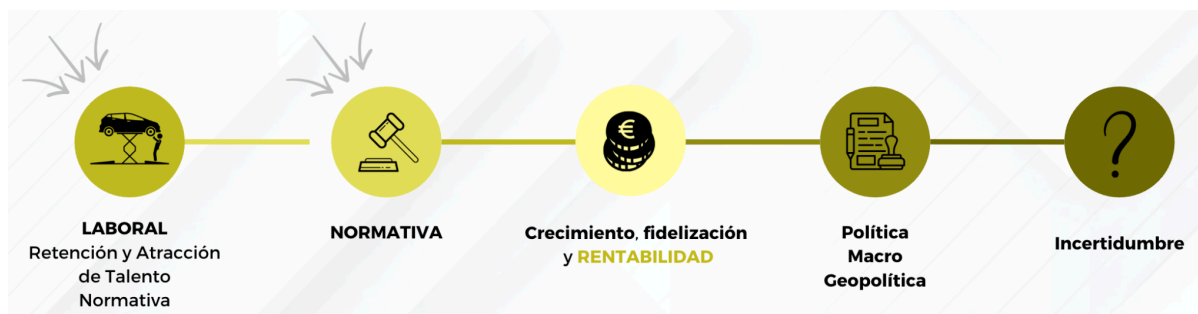 LABORAL
Retención y Atracción
de Talento
Normativa
NORMATIVA
€
Crecimiento, fidelización
y RENTABILIDAD
Política
Macro
Geopolítica
?
Incertidumbre